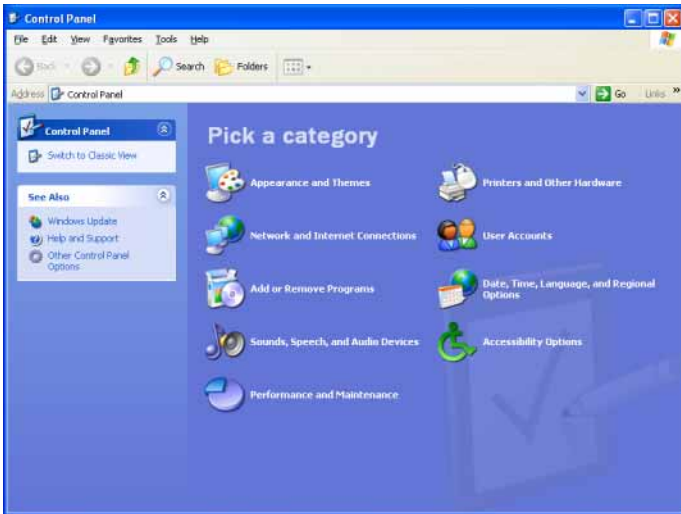 Control Panel
File Edit View Favorites Tools Help
Back Search Folders
Address Control Panel Go Links »
Control Panel
Switch to Classic View
See Also
Windows Update
Help and Support
Other Control Panel
Options
Pick a category
Appearance and Themes
Printers and Other Hardware
Network and Internet Connections
User Accounts
Add or Remove Programs
Date, Time, Language, and Regional
Options
Sounds, Speech, and Audio Devices
Accessibility Options
Performance and Maintenance